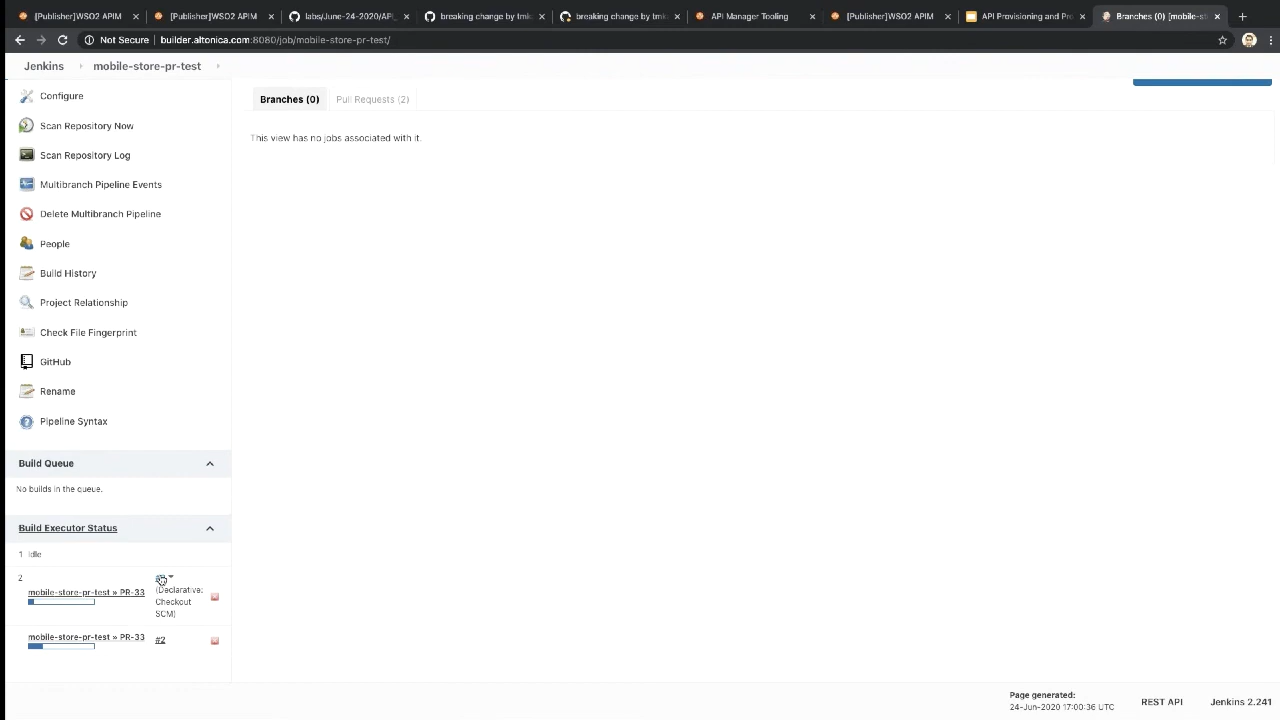 [Publisher]WSO2 APIM
[Publisher]WSO2 APIM
labs/June-24-2020/API_
breaking change by tmk
breaking change by tmk
API Manager Tooling
[Publisher]WSO2 APIM
API Provisioning and Pro
Branches (0) [mobile-st
Not Secure
builder.altonica.com:8080/job/mobile-store-pr-test/
Jenkins
mobile-store-pr-test
Configure
Scan Repository Now
Scan Repository Log
Multibranch Pipeline Events
Delete Multibranch Pipeline
People
Build History
Project Relationship
Check File Fingerprint
GitHub
Rename
Pipeline Syntax
Build Queue
No builds in the queue.
Build Executor Status
1 Idle
2
mobile-store-pr-test » PR-33
(Declarative:
Checkout
SCM)
mobile-store-pr-test » PR-33 #2
Branches (0)
Pull Requests (2)
This view has no jobs associated with it.
Page generated:
24-Jun-2020 17:00:36 UTC
REST API
Jenkins 2.241